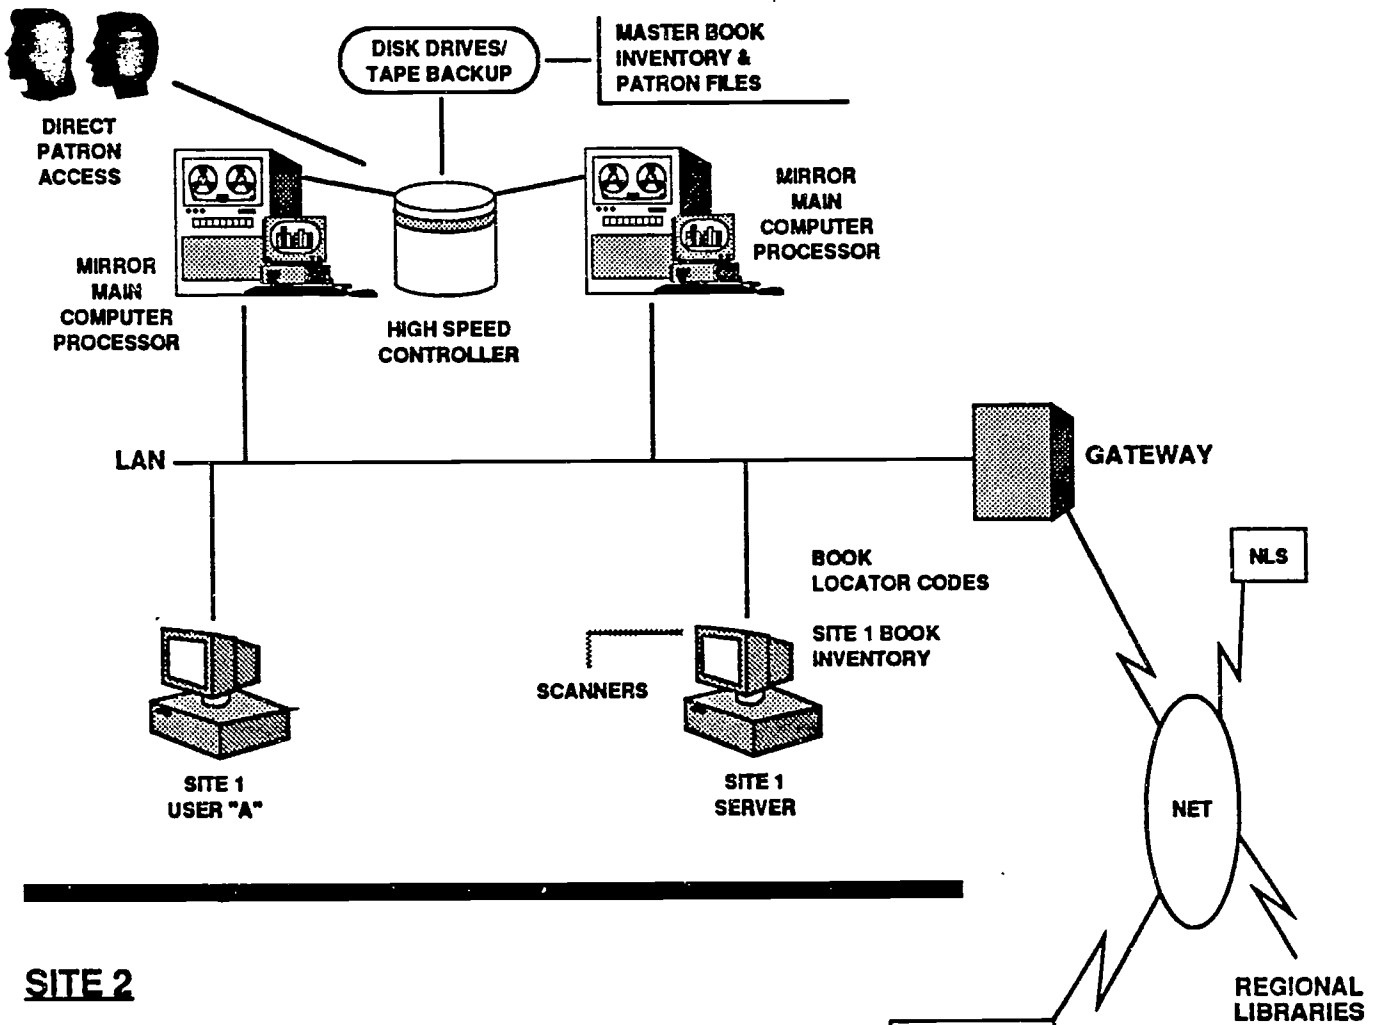 DISK DRIVES/
TAPE BACKUP
MASTER BOOK
INVENTORY &
PATRON FILES
DIRECT
PATRON
ACCESS
MIRROR
MAIN
COMPUTER
PROCESSOR
MIRROR
MAIN
COMPUTER
PROCESSOR
HIGH SPEED
CONTROLLER
LAN
GATEWAY
NLS
BOOK
LOCATOR CODES
SITE 1 BOOK
INVENTORY
SCANNERS
SITE 1
USER "A"
SITE 1
SERVER
NET
SITE 2
REGIONAL
LIBRARIES